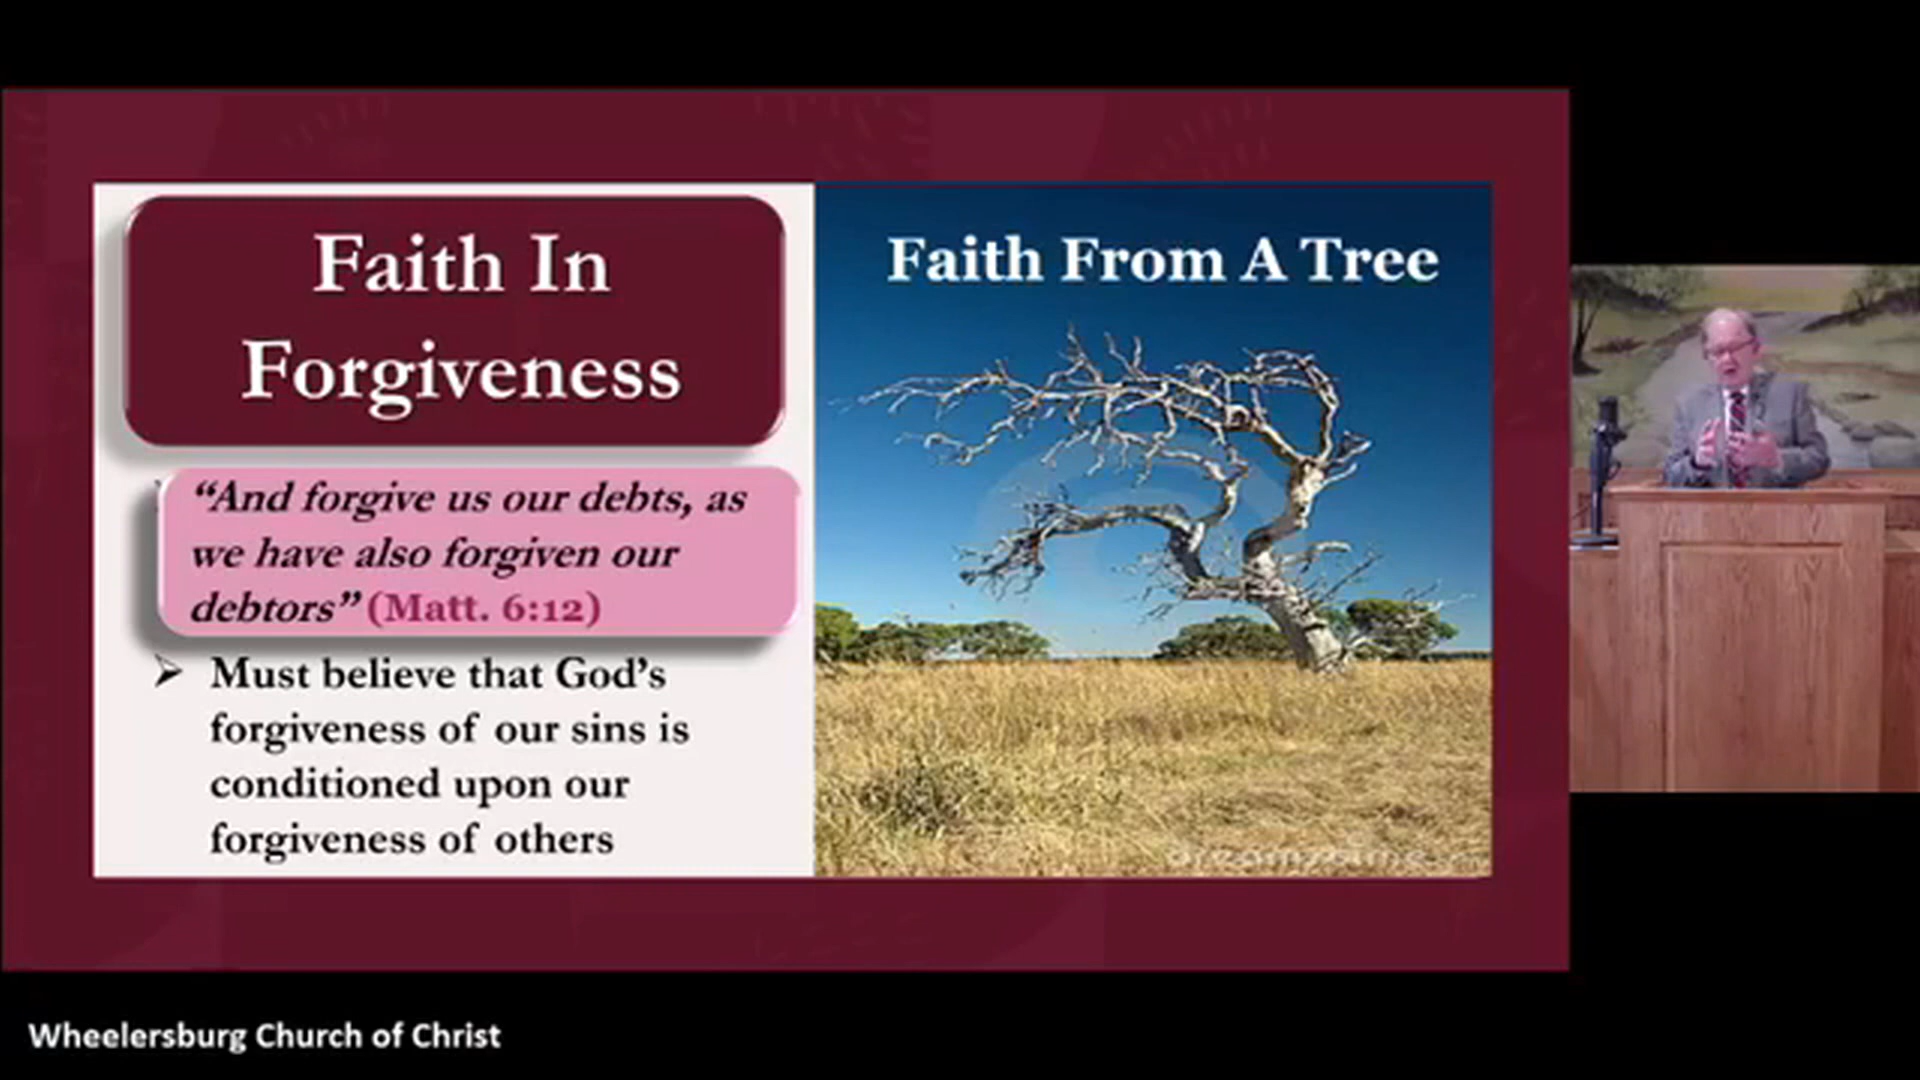 Faith In
Forgiveness
“And forgive us our debts, as
we have also forgiven our
debtors” (Matt. 6:12)
➢ Must believe that God’s
forgiveness of our sins is
conditioned upon our
forgiveness of others
Faith From A Tree
dreamstime
Wheelersburg Church of Christ